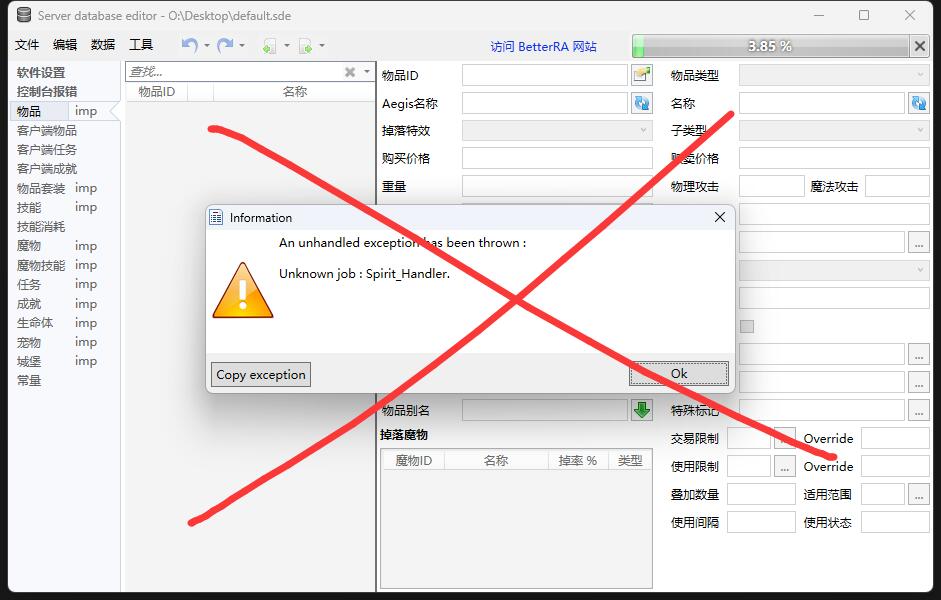 Server database editor - O:\Desktop\default.sde
文件 编辑 数据 工具
访问 BetterRA 网站
3.85 %
软件设置
控制台报错
物品 imp
客户端物品
客户端任务
客户端成就
物品套装 imp
技能 imp
技能消耗
魔物 imp
魔物技能 imp
任务 imp
成就 imp
生命体 imp
宠物 imp
城堡 imp
常量
查找...
物品ID 名称
物品ID 物品类型
Aegis名称 名称
掉落特效 子类型
购买价格 购卖价格
重量 物理攻击 魔法攻击
Information
An unhandled exception has been thrown :
Unknown job : Spirit_Handler.
Copy exception Ok
...
...
...
物品别名 特殊标记 ...
掉落魔物
魔物ID 名称 掉率 % 类型
交易限制 ... Override
使用限制 ... Override
叠加数量 适用范围 ...
使用间隔 使用状态